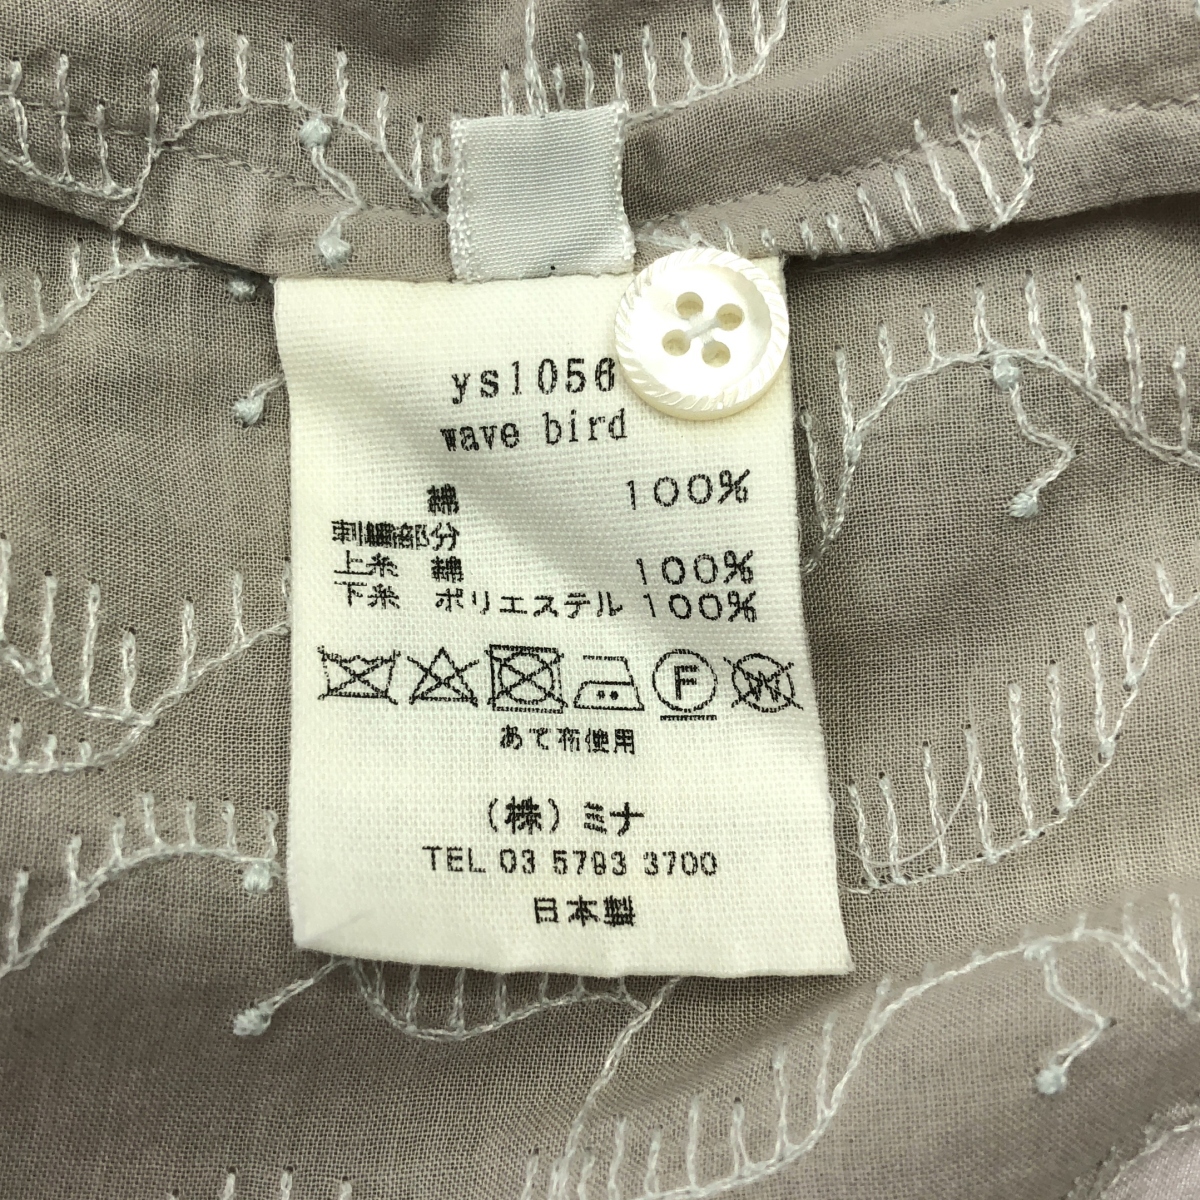 ys1056
wave bird
綿 100%
刺繍部分
上糸 綿 100%
下糸 ポリエステル 100%
F W
あて布使用
(株)ミナ
TEL 03 5793 3700
日本製